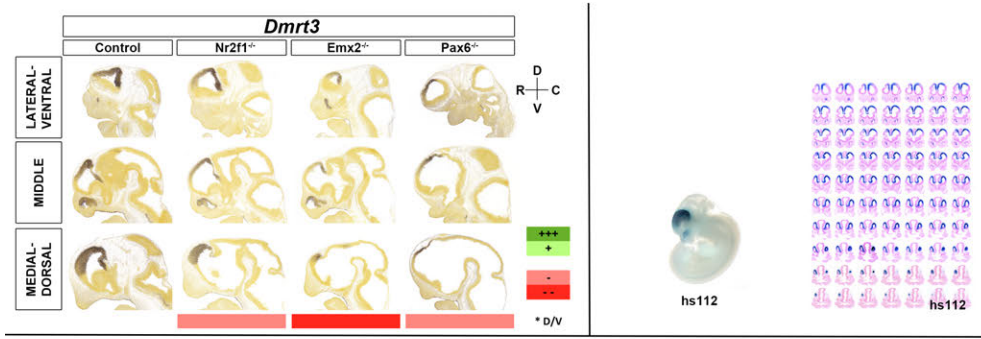 Dmrt3
Control
Nr2f1-/-
Emx2-/-
Pax6-/-
LATERAL-
VENTRAL
D
R
C
V
MIDDLE
MEDIAL-
DORSAL
+++
+
-
--
* D/V
hs112
hs112